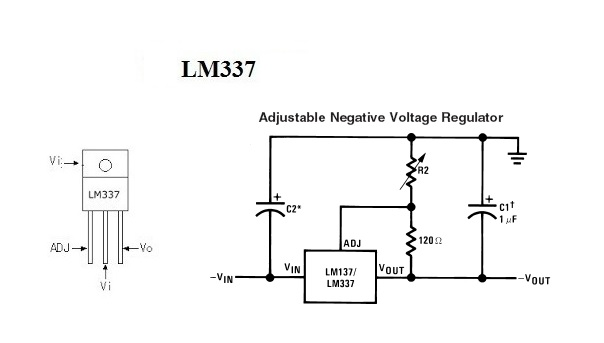 LM337
Adjustable Negative Voltage Regulator
Vi
LM337
ADJ
Vo
Vi
R2
C2*
C1†
1 µF
120 Ω
ADJ
-VIN
VIN
LM137/
LM337
VOUT
-VOUT